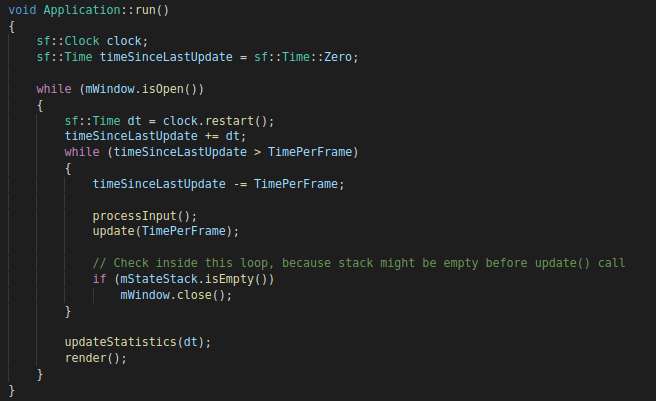 void Application::run()
{
    sf::Clock clock;
    sf::Time timeSinceLastUpdate = sf::Time::Zero;

    while (mWindow.isOpen())
    {
        sf::Time dt = clock.restart();
        timeSinceLastUpdate += dt;
        while (timeSinceLastUpdate > TimePerFrame)
        {
            timeSinceLastUpdate -= TimePerFrame;

            processInput();
            update(TimePerFrame);

            // Check inside this loop, because stack might be empty before update() call
            if (mStateStack.isEmpty())
                mWindow.close();
        }

        updateStatistics(dt);
        render();
    }
}